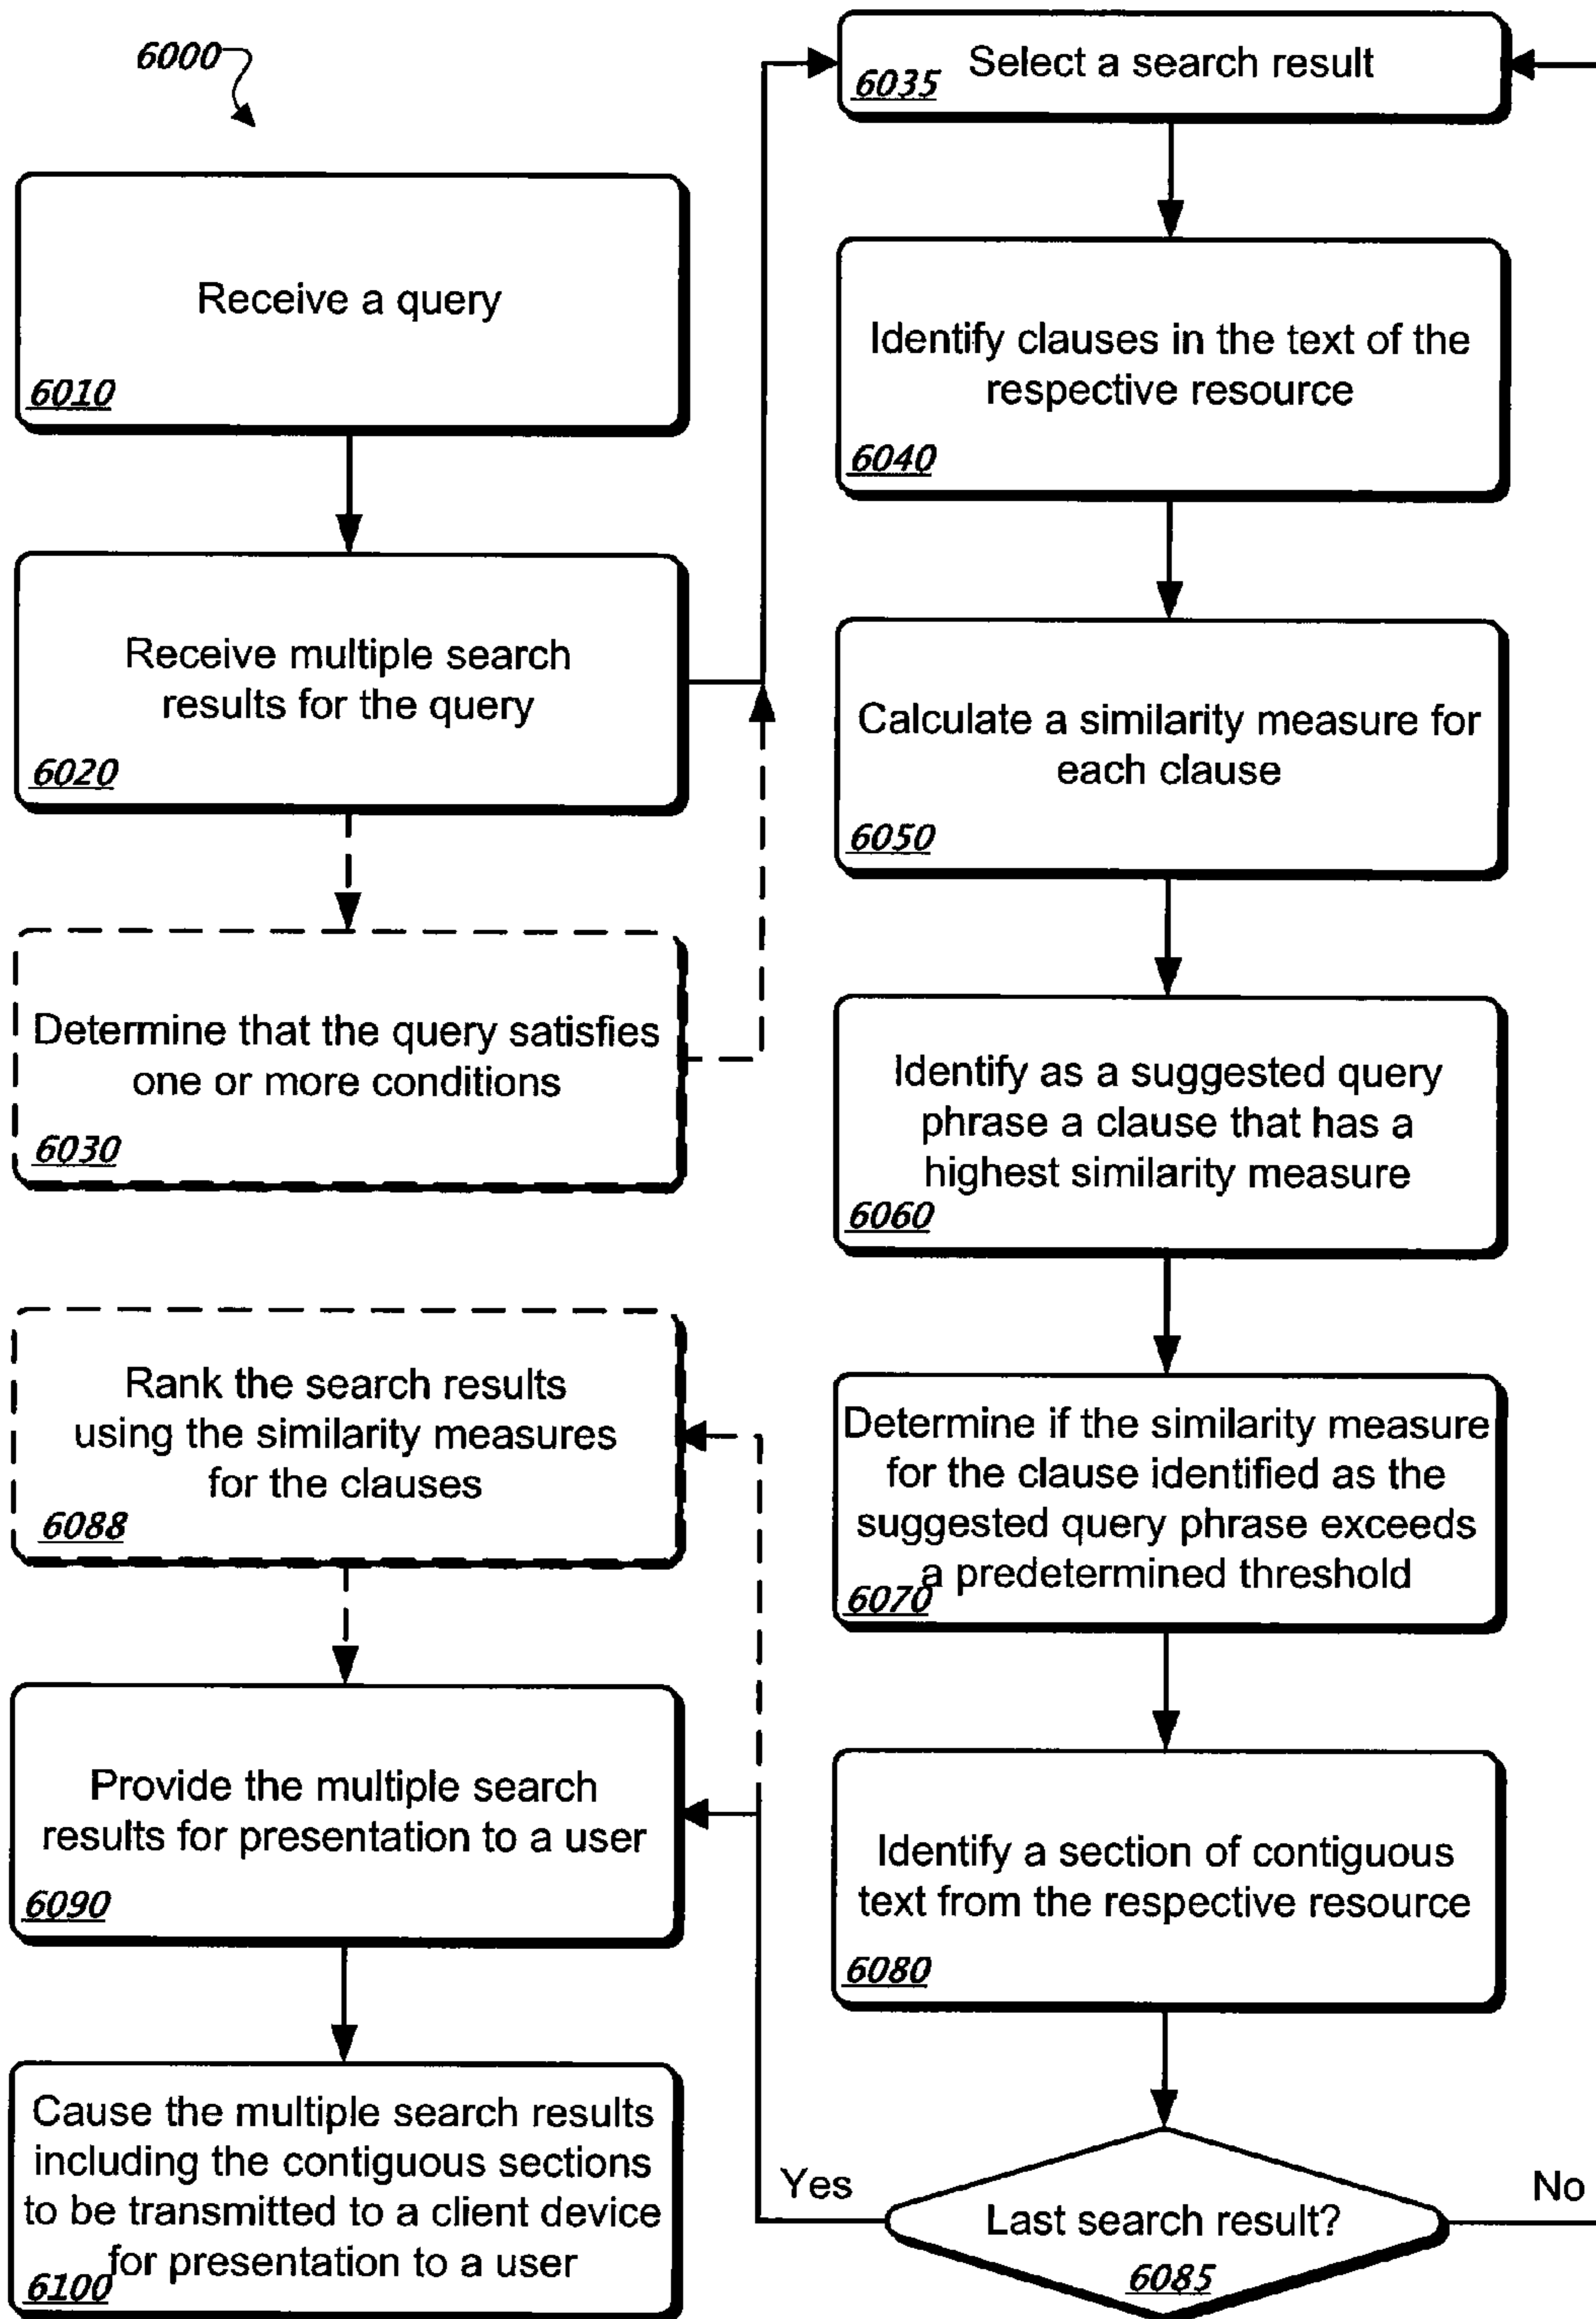 6000
Receive a query
6010
Receive multiple search
results for the query
6020
Determine that the query satisfies
one or more conditions
6030
Select a search result
6035
Identify clauses in the text of the
respective resource
6040
Calculate a similarity measure for
each clause
6050
Identify as a suggested query
phrase a clause that has a
highest similarity measure
6060
Determine if the similarity measure
for the clause identified as the
suggested query phrase exceeds
a predetermined threshold
6070
Identify a section of contiguous
text from the respective resource
6080
Last search result?
6085
Yes
No
Rank the search results
using the similarity measures
for the clauses
6088
Provide the multiple search
results for presentation to a user
6090
Cause the multiple search results
including the contiguous sections
to be transmitted to a client device
for presentation to a user
6100